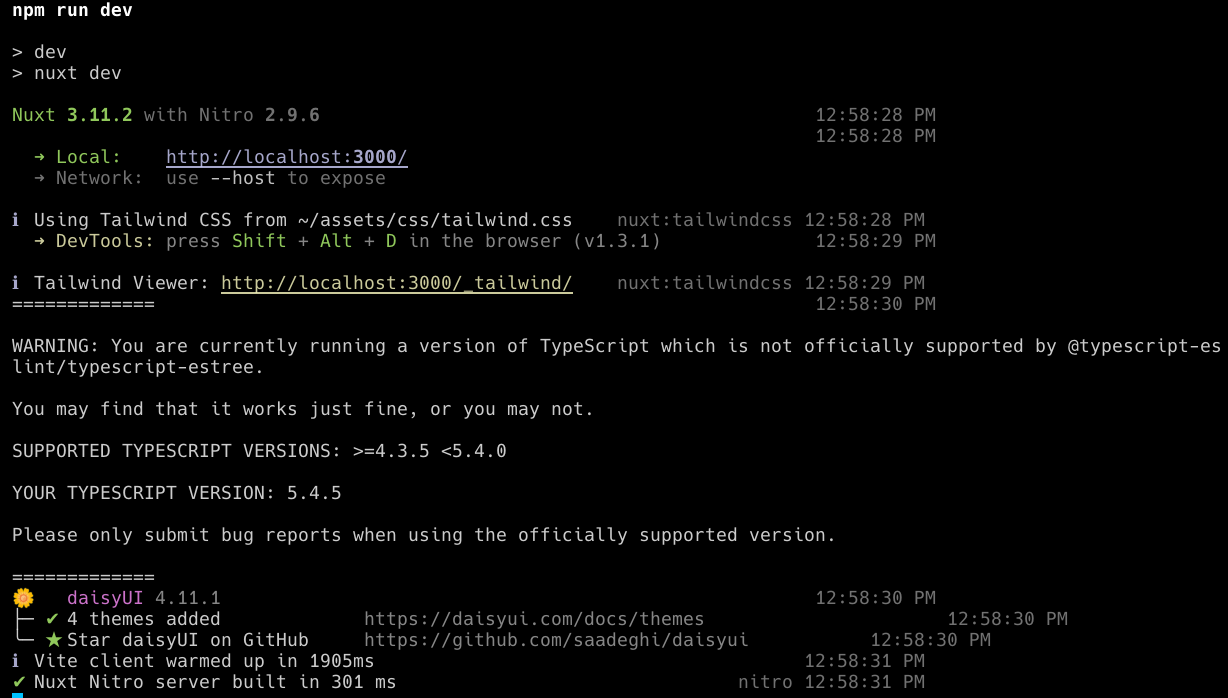 npm run dev
> dev
> nuxt dev
Nuxt 3.11.2 with Nitro 2.9.6 12:58:28 PM
12:58:28 PM
➜ Local: http://localhost:3000/
➜ Network: use --host to expose
ℹ Using Tailwind CSS from ~/assets/css/tailwind.css nuxt:tailwindcss 12:58:28 PM
➜ DevTools: press Shift + Alt + D in the browser (v1.3.1) 12:58:29 PM
ℹ Tailwind Viewer: http://localhost:3000/_tailwind/ nuxt:tailwindcss 12:58:29 PM
============= 12:58:30 PM
WARNING: You are currently running a version of TypeScript which is not officially supported by @typescript-es
lint/typescript-estree.
You may find that it works just fine, or you may not.
SUPPORTED TYPESCRIPT VERSIONS: >=4.3.5 <5.4.0
YOUR TYPESCRIPT VERSION: 5.4.5
Please only submit bug reports when using the officially supported version.
=============
🌼 daisyUI 4.11.1 12:58:30 PM
├─ ✔ 4 themes added https://daisyui.com/docs/themes 12:58:30 PM
╰─ ★ Star daisyUI on GitHub https://github.com/saadeghi/daisyui 12:58:30 PM
ℹ Vite client warmed up in 1905ms 12:58:31 PM
✔ Nuxt Nitro server built in 301 ms nitro 12:58:31 PM